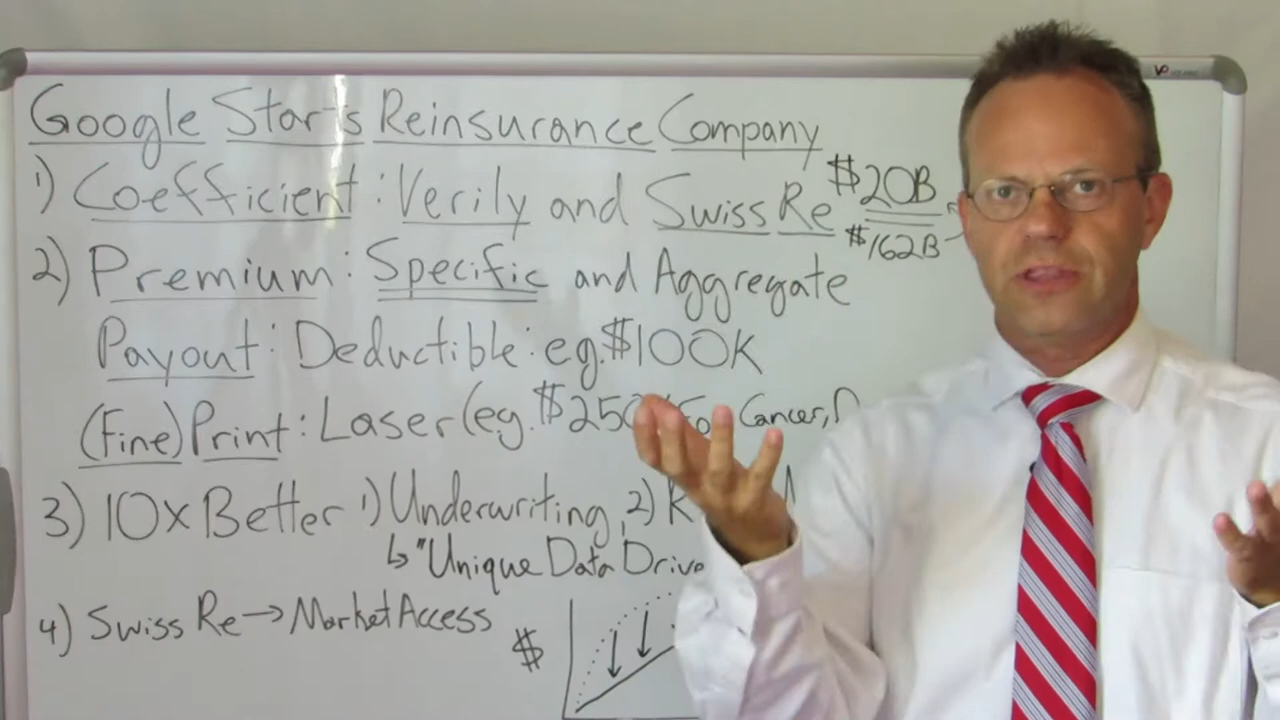 Google Starts Reinsurance Company
1) Coefficient: Verily and Swiss Re $20B
$162B
2) Premium: Specific and Aggregate
Payout: Deductible: eg. $100K
(Fine) Print: Laser (eg. $250 For Cancer,
3) 10x Better 1) Underwriting, 2)
↳ "Unique Data Drive
4) Swiss Re → Market Access
$